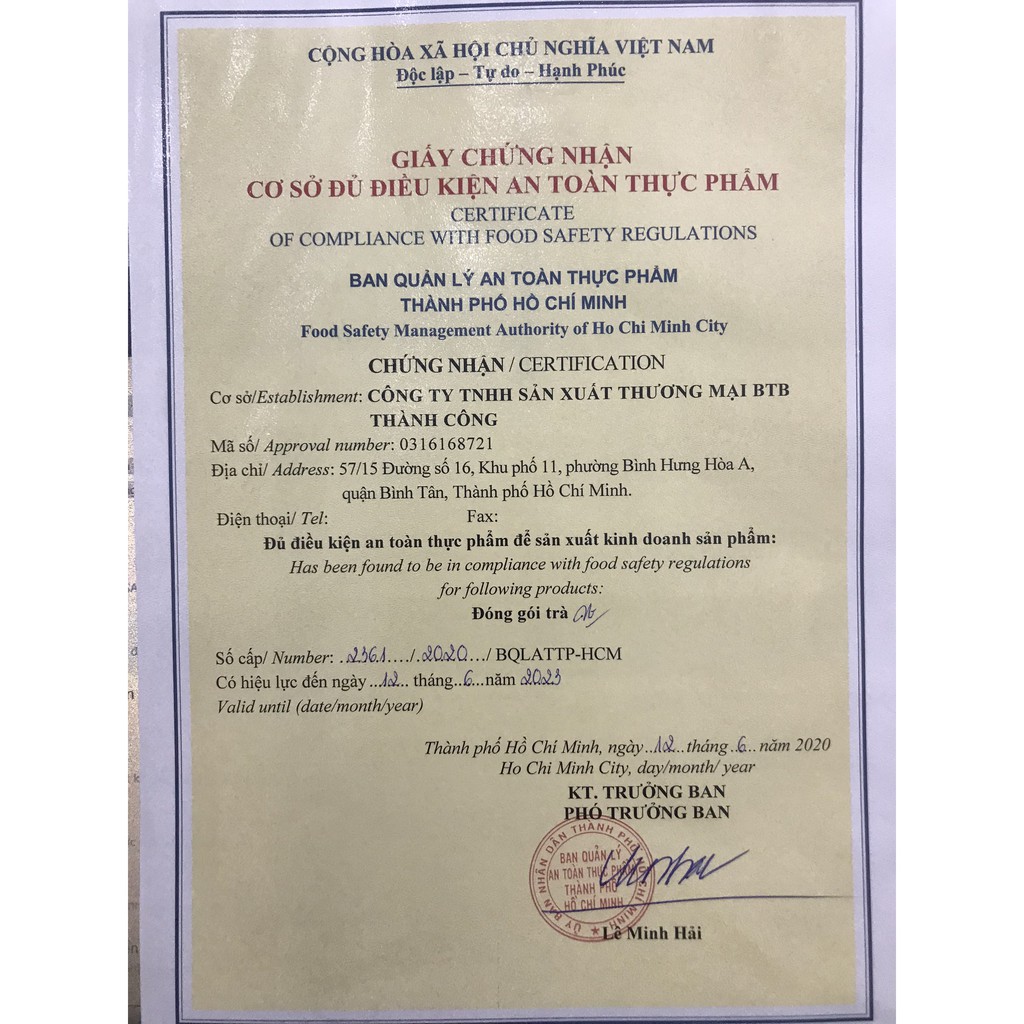 CỘNG HÒA XÃ HỘI CHỦ NGHĨA VIỆT NAM
Độc lập – Tự do – Hạnh Phúc
GIẤY CHỨNG NHẬN
CƠ SỞ ĐỦ ĐIỀU KIỆN AN TOÀN THỰC PHẨM
CERTIFICATE
OF COMPLIANCE WITH FOOD SAFETY REGULATIONS
BAN QUẢN LÝ AN TOÀN THỰC PHẨM
THÀNH PHỐ HỒ CHÍ MINH
Food Safety Management Authority of Ho Chi Minh City
CHỨNG NHẬN / CERTIFICATION
Cơ sở/Establishment: CÔNG TY TNHH SẢN XUẤT THƯƠNG MẠI BTB
THÀNH CÔNG
Mã số/ Approval number: 0316168721
Địa chỉ/ Address: 57/15 Đường số 16, Khu phố 11, phường Bình Hưng Hòa A,
quận Bình Tân, Thành phố Hồ Chí Minh.
Điện thoại/ Tel: Fax:
Đủ điều kiện an toàn thực phẩm để sản xuất kinh doanh sản phẩm:
Has been found to be in compliance with food safety regulations
for following products:
Đóng gói trà
Số cấp/ Number: .2361..../.2020.../ BQLATTP-HCM
Có hiệu lực đến ngày ..12.. tháng..6...năm 2023
Valid until (date/month/year)
Thành phố Hồ Chí Minh, ngày..12...tháng .6... năm 2020
Ho Chi Minh City, day/month/ year
KT. TRƯỞNG BAN
PHÓ TRƯỞNG BAN
ỦY BAN NHÂN DÂN THÀNH PHỐ HỒ CHÍ MINH
BAN QUẢN LÝ
AN TOÀN THỰC PHẨM
THÀNH PHỐ
HỒ CHÍ MINH
Lê Minh Hải